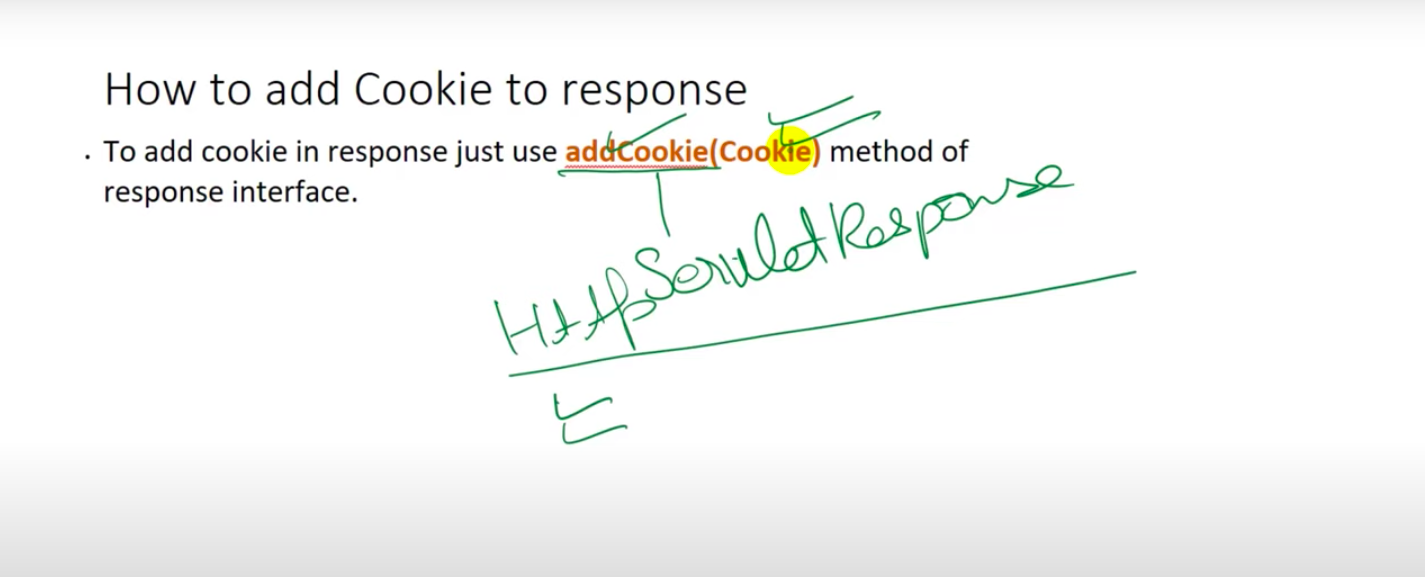 How to add Cookie to response
. To add cookie in response just use addCookie(Cookie) method of
response interface.
HttpServletResponse